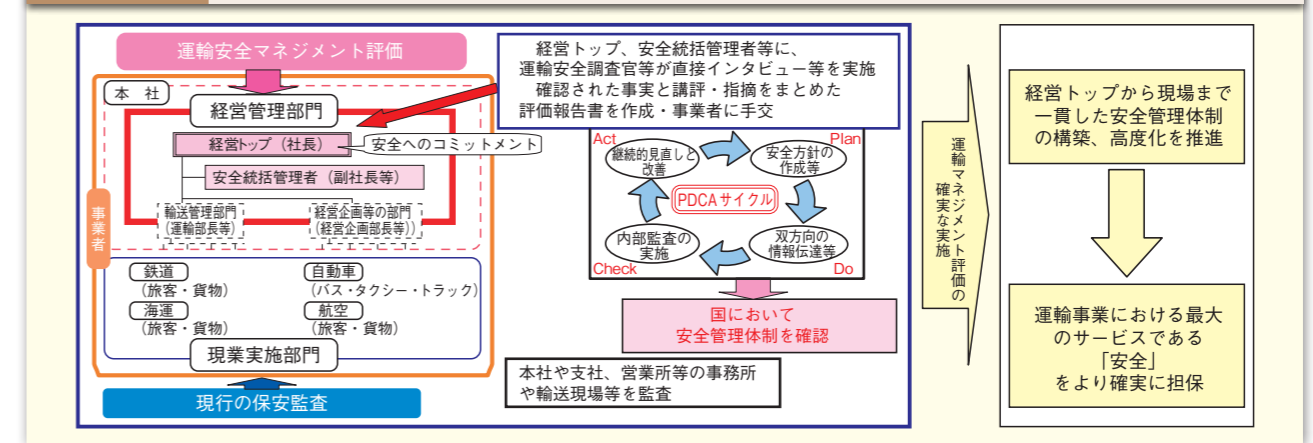 運輸安全マネジメント評価
経営トップ、安全統括管理者等に、
運輸安全調査官等が直接インタビュー等を実施
確認された事実と講評・指摘をまとめた
評価報告書を作成・事業者に手交
本 社
経営管理部門
経営トップ（社長）
安全へのコミットメント
安全統括管理者（副社長等）
輸送管理部門
（運輸部長等）
経営企画等の部門
（経営企画部長等））
事業者
鉄道
（旅客・貨物）
自動車
（バス・タクシー・トラック）
海運
（旅客・貨物）
航空
（旅客・貨物）
現業実施部門
現行の保安監査
Act
Plan
継続的見直しと
改善
安全方針の
作成等
PDCAサイクル
内部監査の
実施
双方向の
情報伝達等
Check
Do
国において
安全管理体制を確認
本社や支社、営業所等の事務所
や輸送現場等を監査
運輸マネジメント評価の
確実な実施
経営トップから現場まで
一貫した安全管理体制
の構築、高度化を推進
運輸事業における最大
のサービスである
「安全」
をより確実に担保